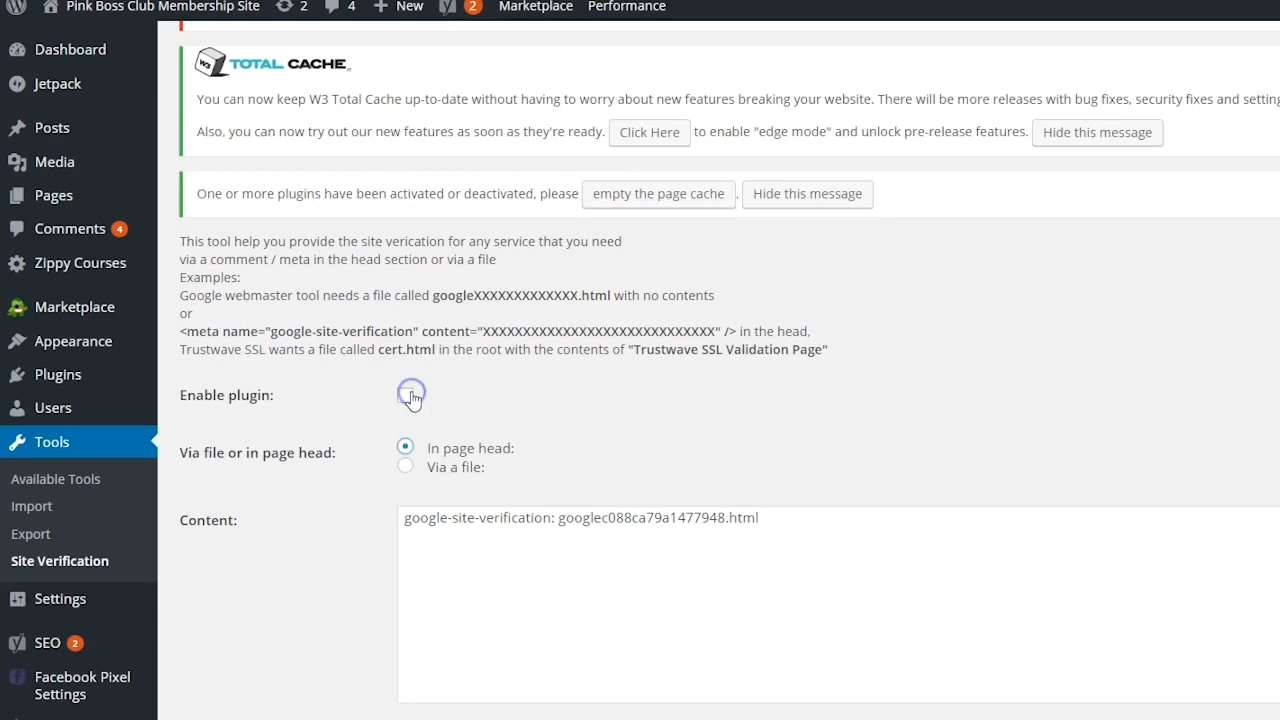 Pink Boss Club Membership Site 2 4 New 2 Marketplace Performance
Dashboard
Jetpack
Posts
Media
Pages
Comments 4
Zippy Courses
Marketplace
Appearance
Plugins
Users
Tools
Available Tools
Import
Export
Site Verification
Settings
SEO 2
Facebook Pixel
Settings
W3 TOTAL CACHE
You can now keep W3 Total Cache up-to-date without having to worry about new features breaking your website. There will be more releases with bug fixes, security fixes and
Also, you can now try out our new features as soon as they're ready. Click Here to enable "edge mode" and unlock pre-release features. Hide this message
One or more plugins have been activated or deactivated, please empty the page cache . Hide this message
This tool help you provide the site verication for any service that you need
via a comment / meta in the head section or via a file
Examples:
Google webmaster tool needs a file called googleXXXXXXXXXXXXX.html with no contents
or
<meta name="google-site-verification" content="XXXXXXXXXXXXXXXXXXXXXXXXXXXXX" /> in the head,
Trustwave SSL wants a file called cert.html in the root with the contents of "Trustwave SSL Validation Page"
Enable plugin:
Via file or in page head:
In page head:
Via a file:
Content:
google-site-verification: googlec088ca79a1477948.html